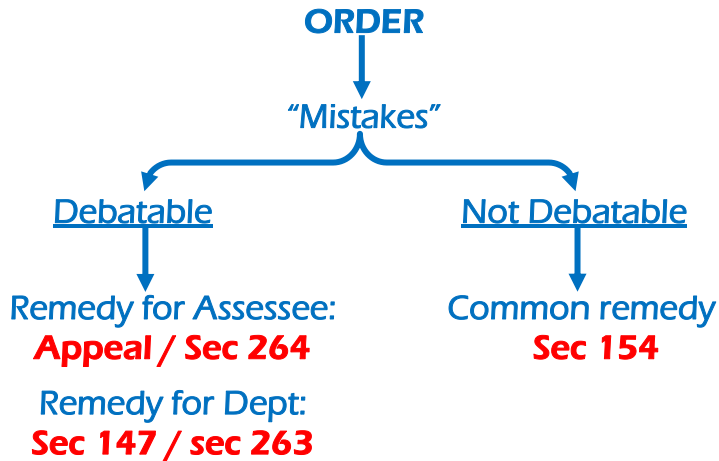 ORDER
“Mistakes”
Debatable
Not Debatable
Remedy for Assessee:
Appeal / Sec 264
Remedy for Dept:
Sec 147 / sec 263
Common remedy
Sec 154